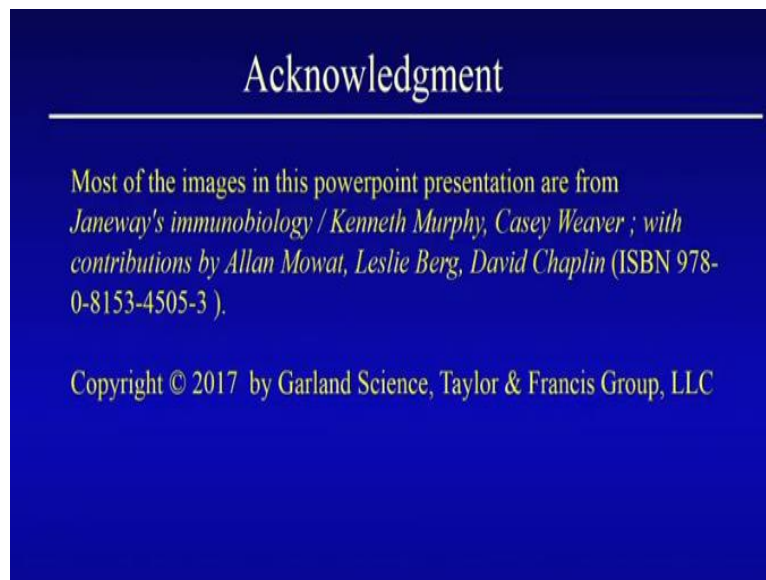 Acknowledgment
Most of the images in this powerpoint presentation are from
Janeway's immunobiology / Kenneth Murphy, Casey Weaver ; with
contributions by Allan Mowat, Leslie Berg, David Chaplin (ISBN 978-
0-8153-4505-3 ).
Copyright © 2017 by Garland Science, Taylor & Francis Group, LLC